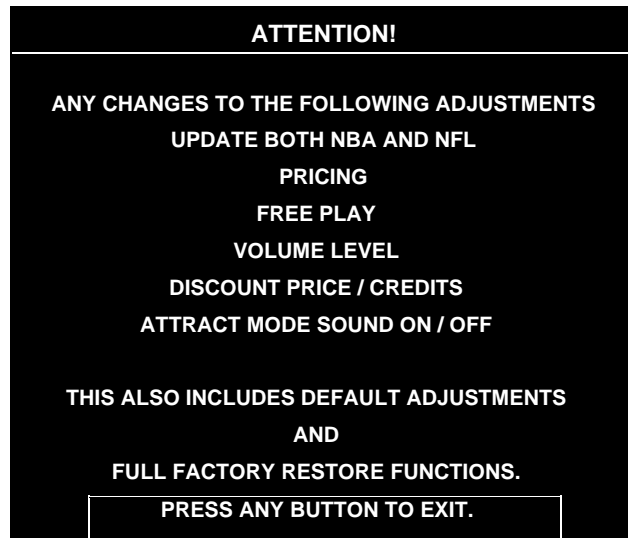 ATTENTION!
ANY CHANGES TO THE FOLLOWING ADJUSTMENTS
UPDATE BOTH NBA AND NFL
PRICING
FREE PLAY
VOLUME LEVEL
DISCOUNT PRICE / CREDITS
ATTRACT MODE SOUND ON / OFF
THIS ALSO INCLUDES DEFAULT ADJUSTMENTS
AND
FULL FACTORY RESTORE FUNCTIONS.
PRESS ANY BUTTON TO EXIT.